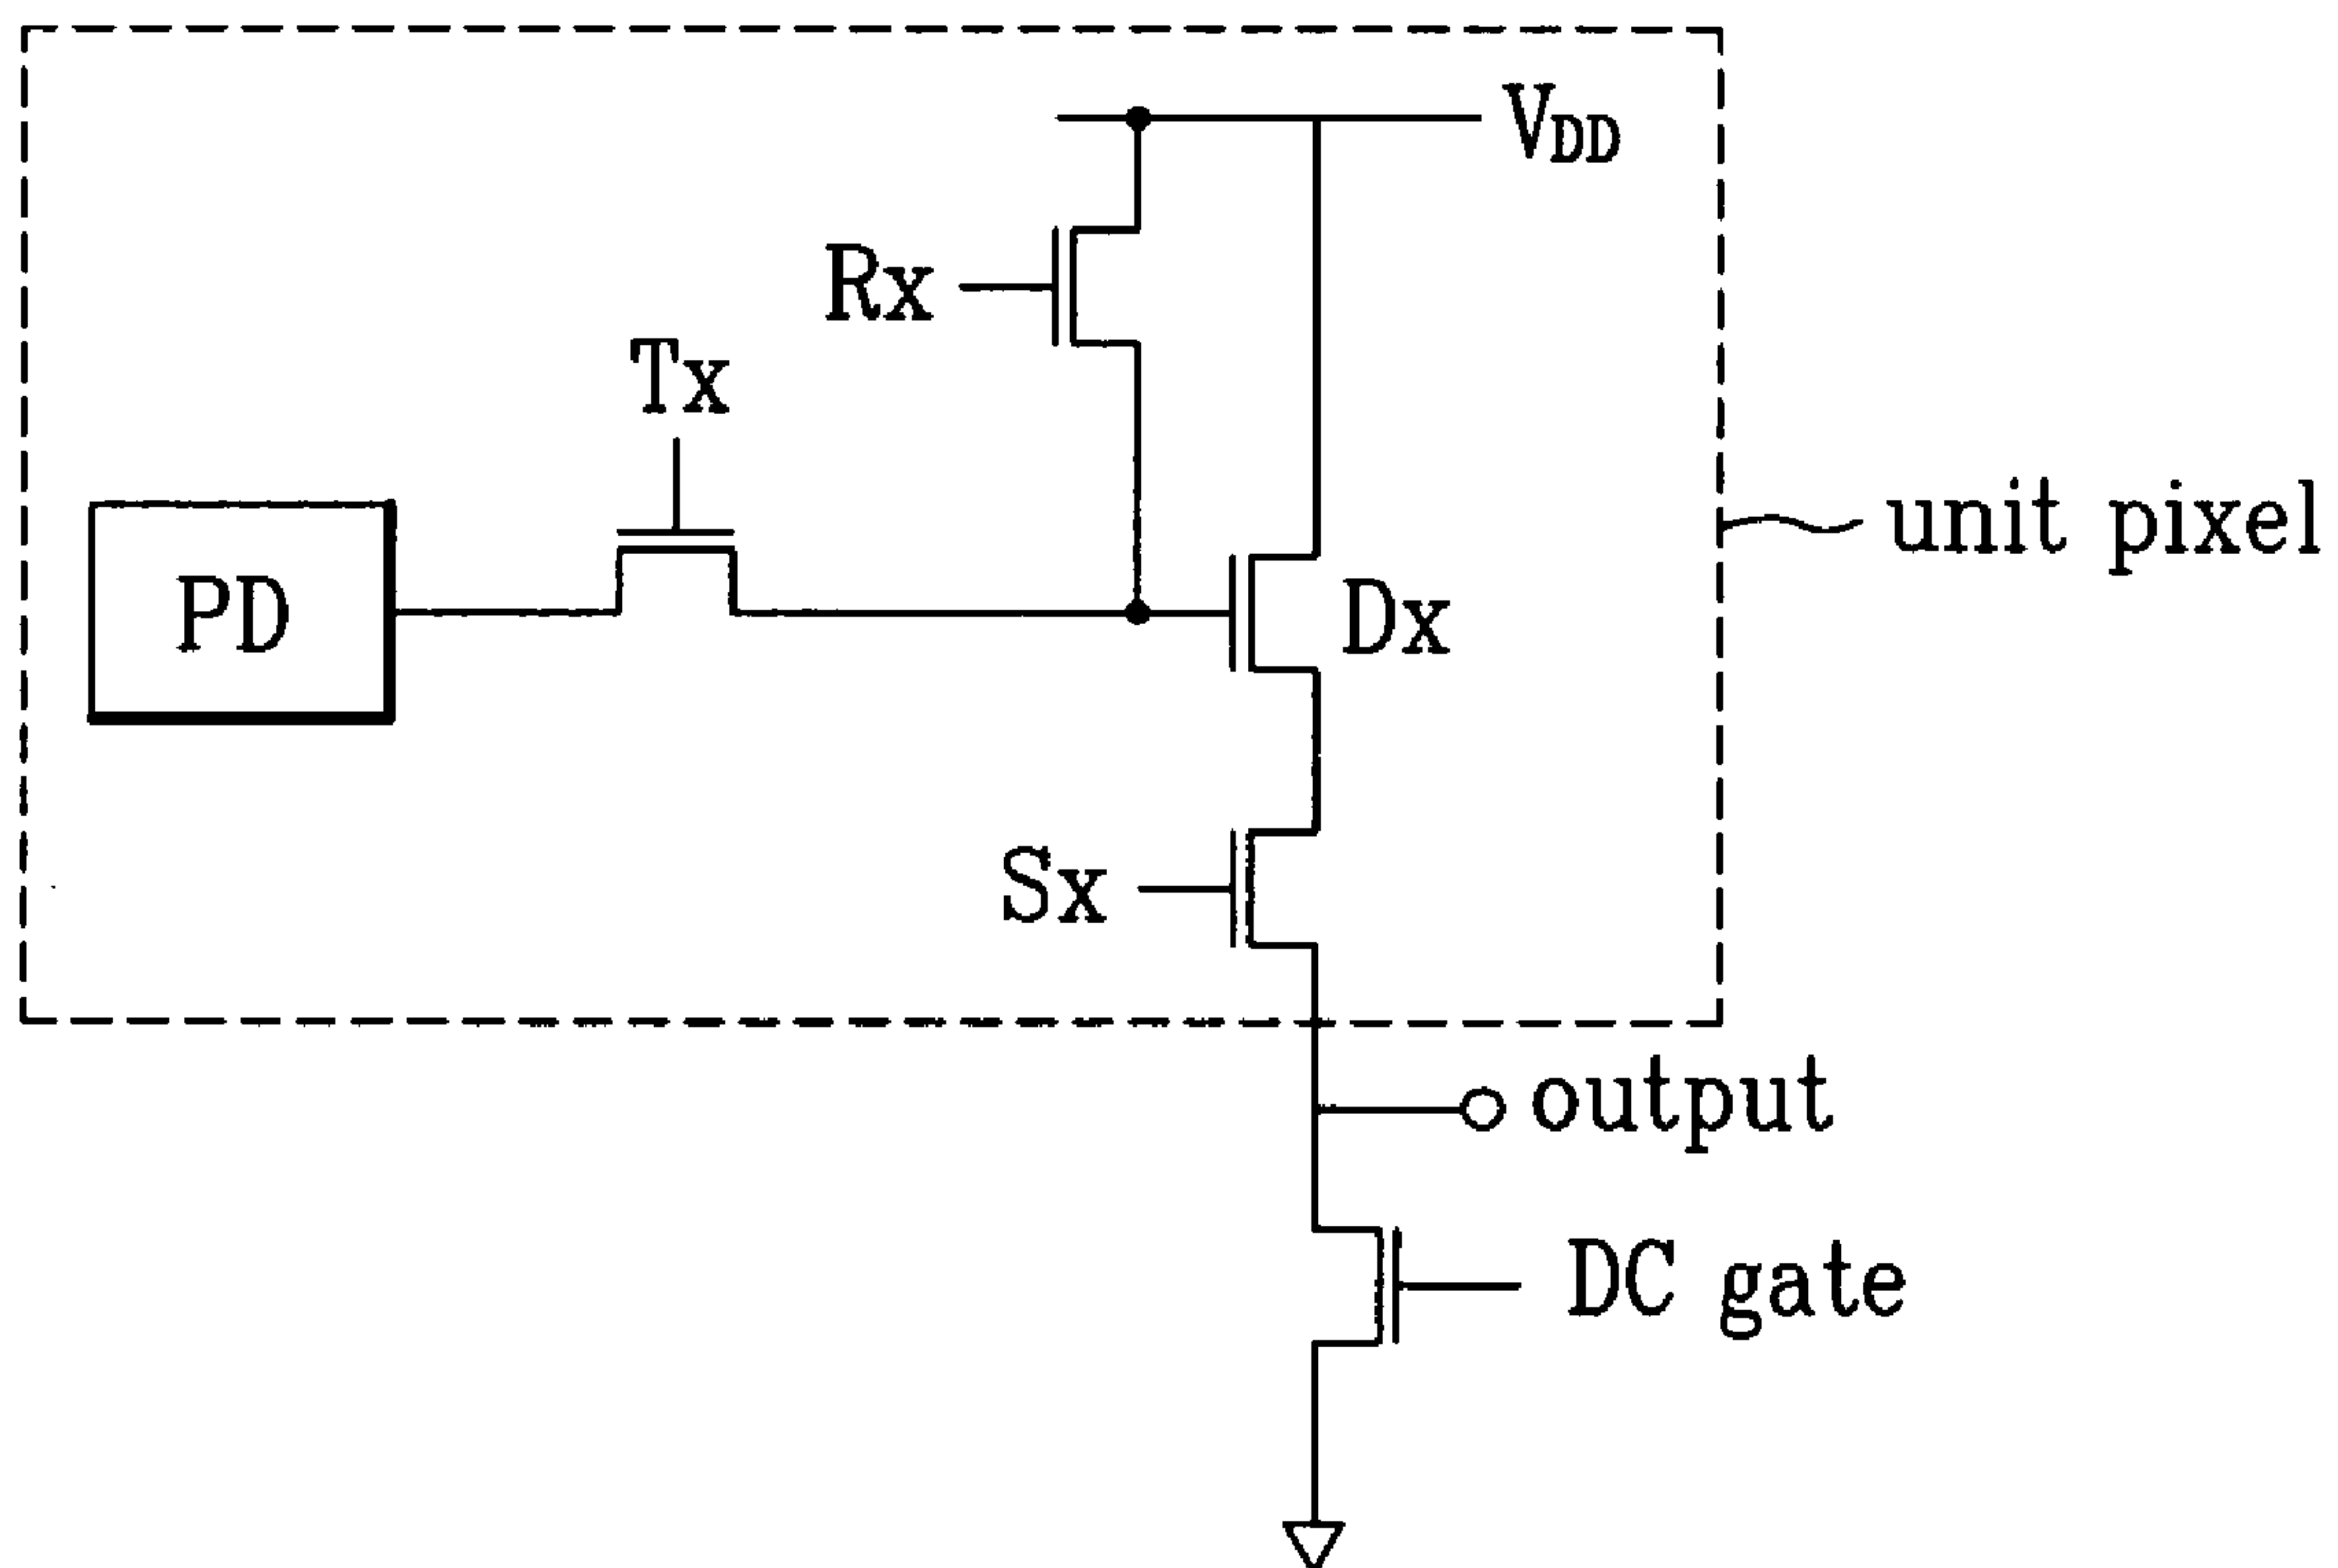 VDD
Rx
Tx
unit pixel
PD
Dx
Sx
output
DC gate